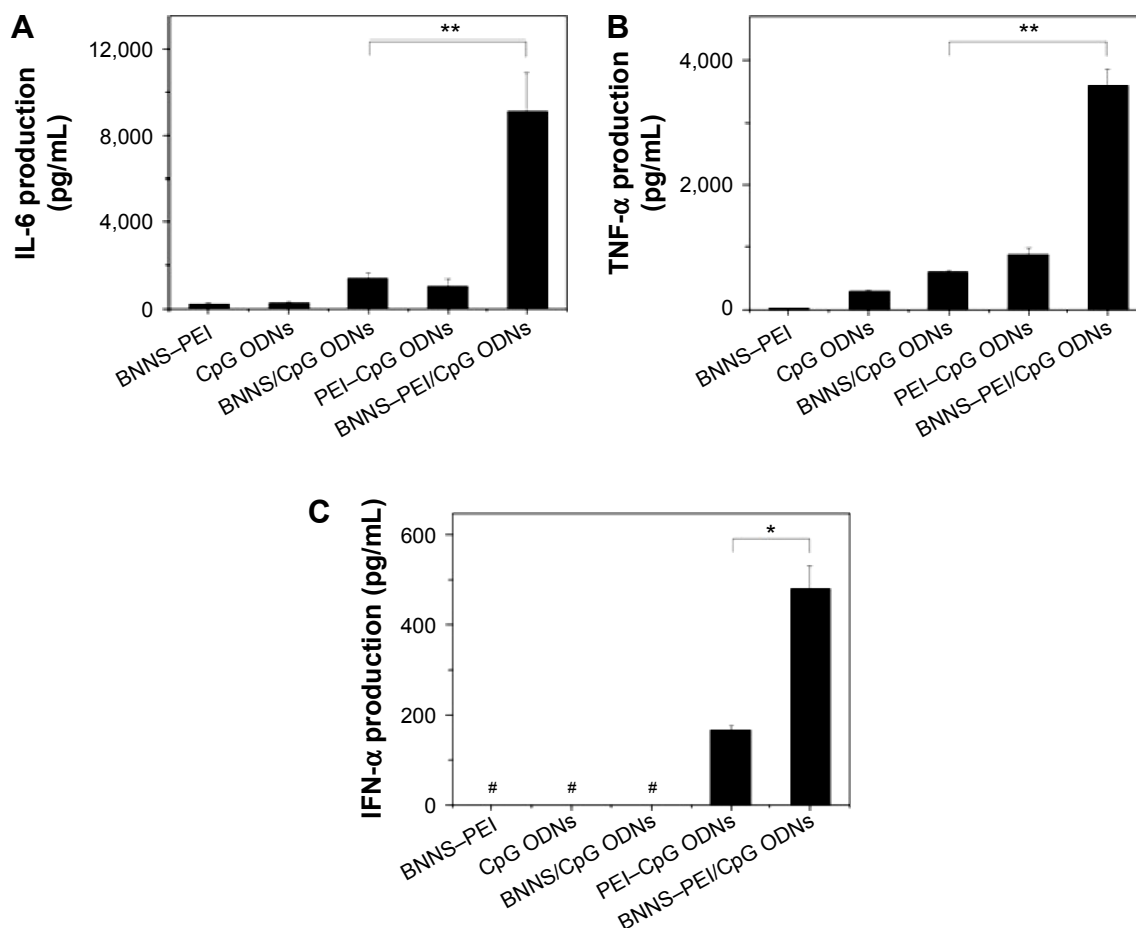 A
IL-6 production
(pg/mL)
12,000
8,000
4,000
0
**
BNNS–PEI
CpG ODNs
BNNS/CpG ODNs
PEI–CpG ODNs
BNNS–PEI/CpG ODNs
B
TNF-α production
(pg/mL)
4,000
2,000
0
**
BNNS–PEI
CpG ODNs
BNNS/CpG ODNs
PEI–CpG ODNs
BNNS–PEI/CpG ODNs
C
IFN-α production (pg/mL)
600
400
200
0
*
# # #
BNNS–PEI
CpG ODNs
BNNS/CpG ODNs
PEI–CpG ODNs
BNNS–PEI/CpG ODNs